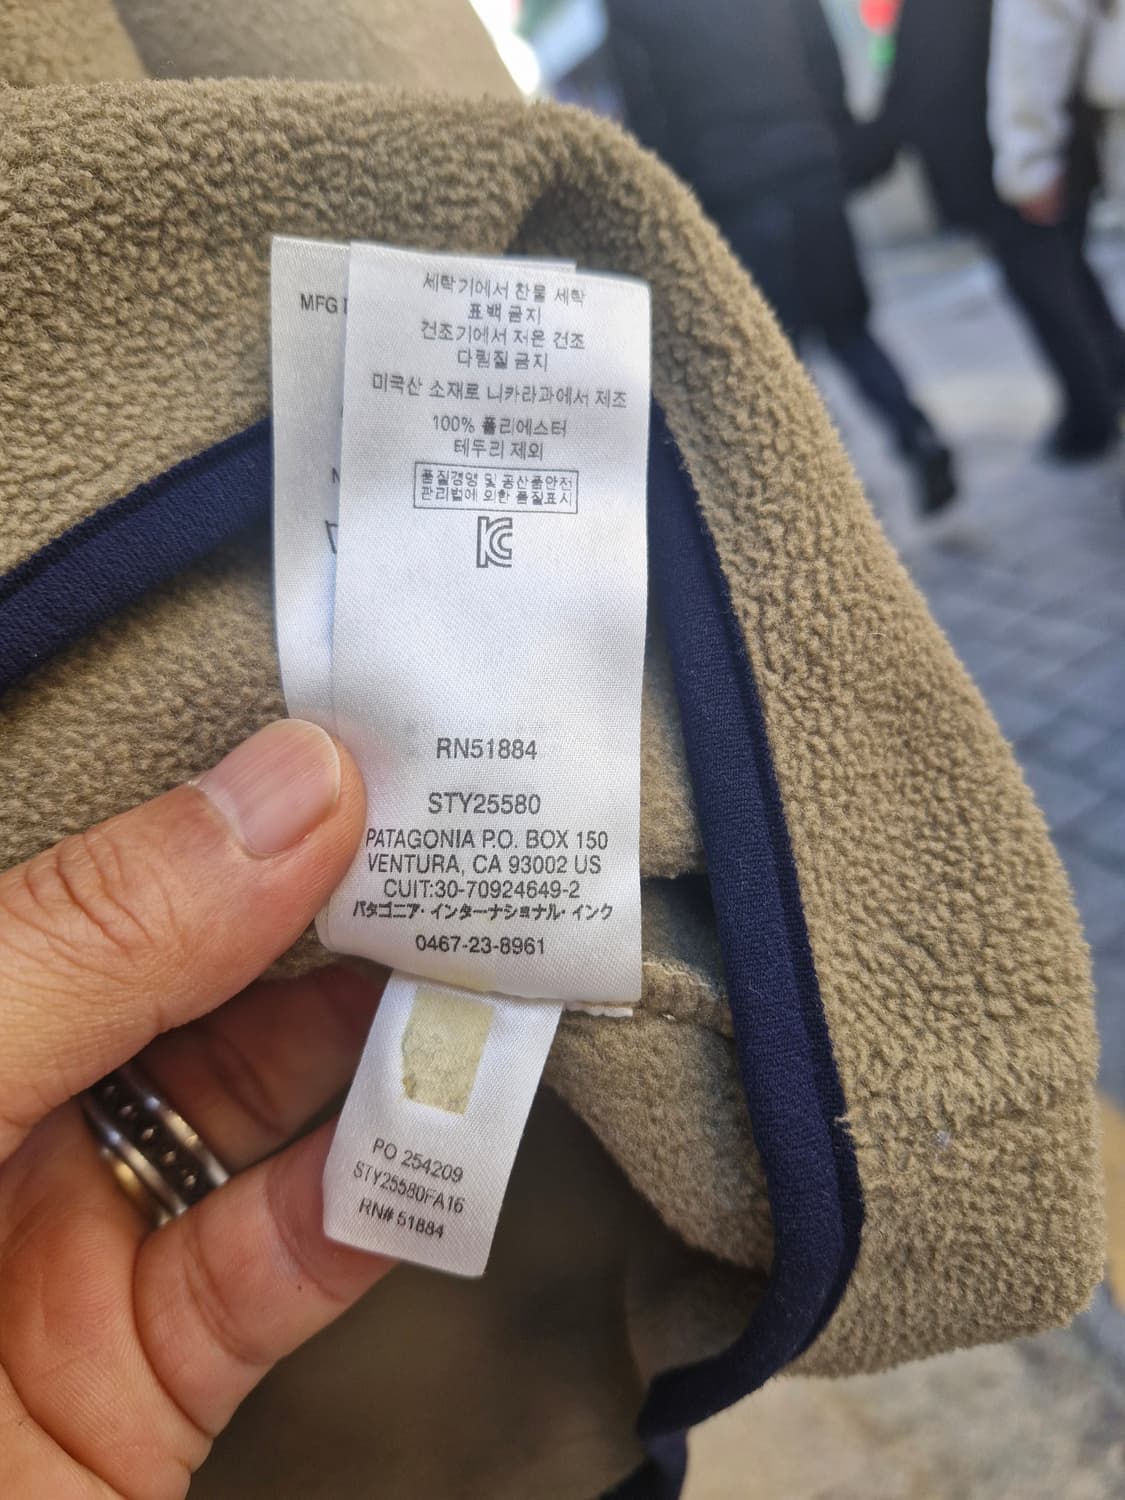 MFG
세탁기에서 찬물 세탁
표백 금지
건조기에서 저온 건조
다림질 금지
미국산 소재로 니카라과에서 제조
100% 폴리에스터
테두리 제외
품질경영 및 공산품안전
관리법에 의한 품질표시
KC
RN51884
STY25580
PATAGONIA P.O. BOX 150
VENTURA, CA 93002 US
CUIT:30-70924649-2
パタゴニア・インターナショナル・インク
0467-23-8961
PO 254209
STY25580FA16
RN# 51884